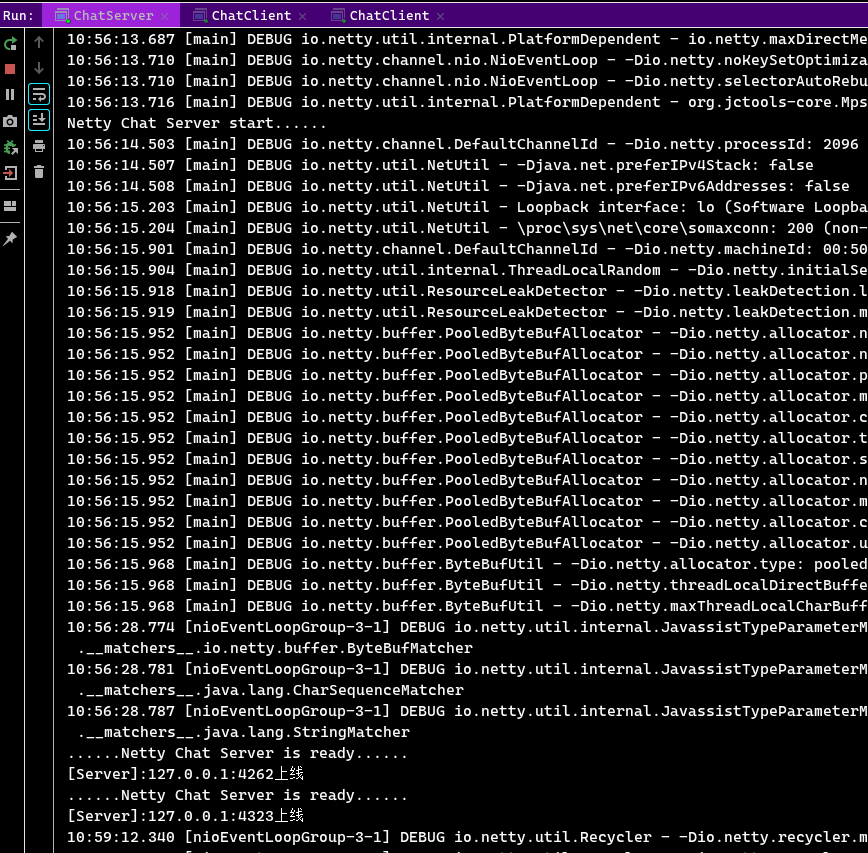 Run: ChatServer × ChatClient × ChatClient ×
10:56:13.687 [main] DEBUG io.netty.util.internal.PlatformDependent - io.netty.maxDirectMe
10:56:13.710 [main] DEBUG io.netty.channel.nio.NioEventLoop - -Dio.netty.noKeySetOptimiza
10:56:13.710 [main] DEBUG io.netty.channel.nio.NioEventLoop - -Dio.netty.selectorAutoRebu
10:56:13.716 [main] DEBUG io.netty.util.internal.PlatformDependent - org.jctools-core.Mps
Netty Chat Server start......
10:56:14.503 [main] DEBUG io.netty.channel.DefaultChannelId - -Dio.netty.processId: 2096
10:56:14.507 [main] DEBUG io.netty.util.NetUtil - -Djava.net.preferIPv4Stack: false
10:56:14.508 [main] DEBUG io.netty.util.NetUtil - -Djava.net.preferIPv6Addresses: false
10:56:15.203 [main] DEBUG io.netty.util.NetUtil - Loopback interface: lo (Software Loopba
10:56:15.204 [main] DEBUG io.netty.util.NetUtil - \proc\sys\net\core\somaxconn: 200 (non-
10:56:15.901 [main] DEBUG io.netty.channel.DefaultChannelId - -Dio.netty.machineId: 00:50
10:56:15.904 [main] DEBUG io.netty.util.internal.ThreadLocalRandom - -Dio.netty.initialSe
10:56:15.918 [main] DEBUG io.netty.util.ResourceLeakDetector - -Dio.netty.leakDetection.l
10:56:15.919 [main] DEBUG io.netty.util.ResourceLeakDetector - -Dio.netty.leakDetection.m
10:56:15.952 [main] DEBUG io.netty.buffer.PooledByteBufAllocator - -Dio.netty.allocator.n
10:56:15.952 [main] DEBUG io.netty.buffer.PooledByteBufAllocator - -Dio.netty.allocator.n
10:56:15.952 [main] DEBUG io.netty.buffer.PooledByteBufAllocator - -Dio.netty.allocator.p
10:56:15.952 [main] DEBUG io.netty.buffer.PooledByteBufAllocator - -Dio.netty.allocator.m
10:56:15.952 [main] DEBUG io.netty.buffer.PooledByteBufAllocator - -Dio.netty.allocator.c
10:56:15.952 [main] DEBUG io.netty.buffer.PooledByteBufAllocator - -Dio.netty.allocator.t
10:56:15.952 [main] DEBUG io.netty.buffer.PooledByteBufAllocator - -Dio.netty.allocator.s
10:56:15.952 [main] DEBUG io.netty.buffer.PooledByteBufAllocator - -Dio.netty.allocator.n
10:56:15.952 [main] DEBUG io.netty.buffer.PooledByteBufAllocator - -Dio.netty.allocator.m
10:56:15.952 [main] DEBUG io.netty.buffer.PooledByteBufAllocator - -Dio.netty.allocator.c
10:56:15.952 [main] DEBUG io.netty.buffer.PooledByteBufAllocator - -Dio.netty.allocator.u
10:56:15.968 [main] DEBUG io.netty.buffer.ByteBufUtil - -Dio.netty.allocator.type: pooled
10:56:15.968 [main] DEBUG io.netty.buffer.ByteBufUtil - -Dio.netty.threadLocalDirectBuffe
10:56:15.968 [main] DEBUG io.netty.buffer.ByteBufUtil - -Dio.netty.maxThreadLocalCharBuff
10:56:28.774 [nioEventLoopGroup-3-1] DEBUG io.netty.util.internal.JavassistTypeParameterM
.__matchers__.io.netty.buffer.ByteBufMatcher
10:56:28.781 [nioEventLoopGroup-3-1] DEBUG io.netty.util.internal.JavassistTypeParameterM
.__matchers__.java.lang.CharSequenceMatcher
10:56:28.787 [nioEventLoopGroup-3-1] DEBUG io.netty.util.internal.JavassistTypeParameterM
.__matchers__.java.lang.StringMatcher
......Netty Chat Server is ready......
[Server]:127.0.0.1:4262上线
......Netty Chat Server is ready......
[Server]:127.0.0.1:4323上线
10:59:12.340 [nioEventLoopGroup-3-1] DEBUG io.netty.util.Recycler - -Dio.netty.recycler.m